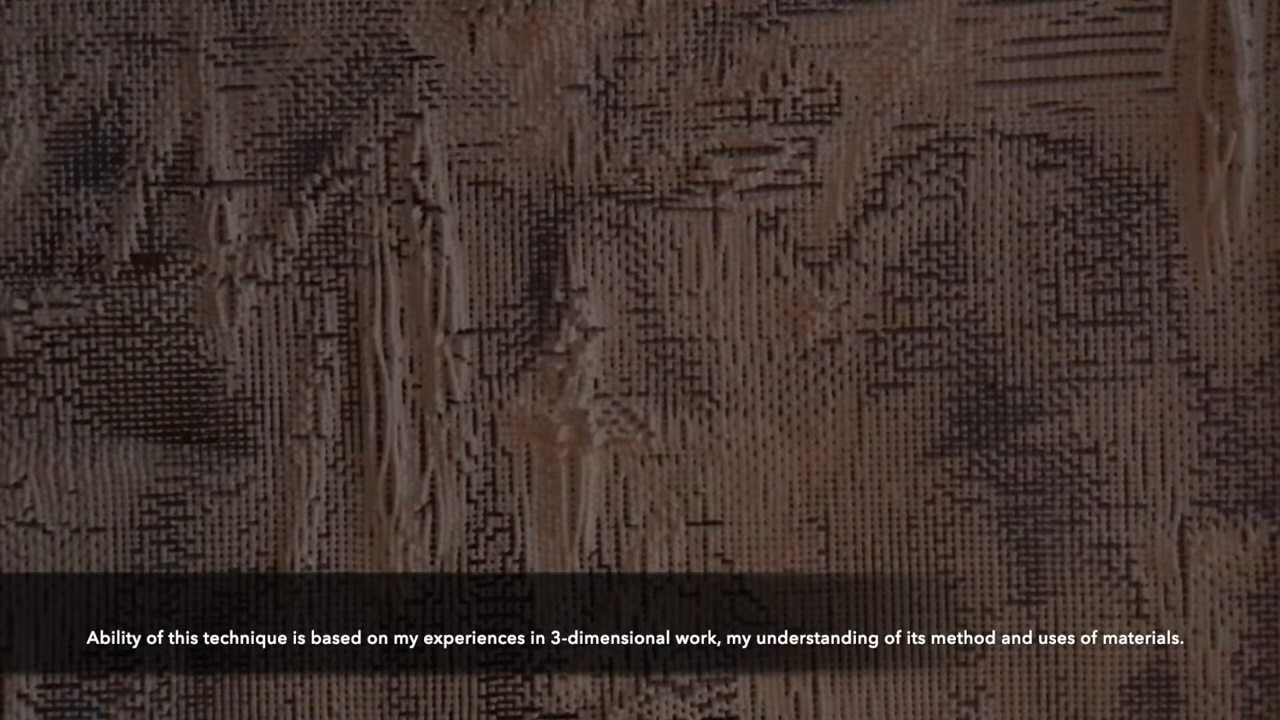 Ability of this technique is based on my experiences in 3-dimensional work, my understanding of its method and uses of materials.